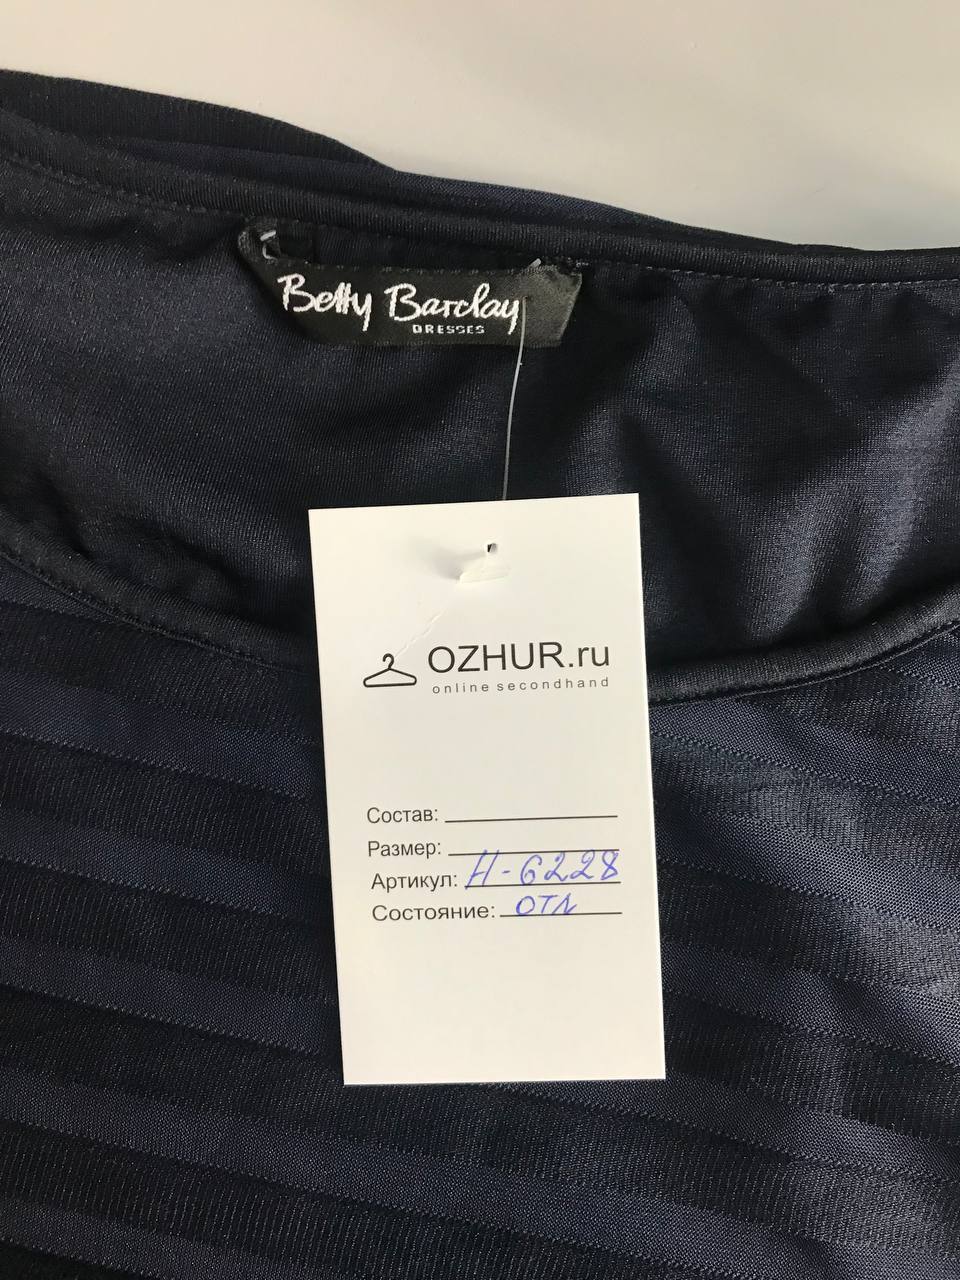 Betty Barclay
DRESSES
OZHUR.ru
online secondhand
Состав:
Размер:
Артикул: Н-6228
Состояние: ОТЛ